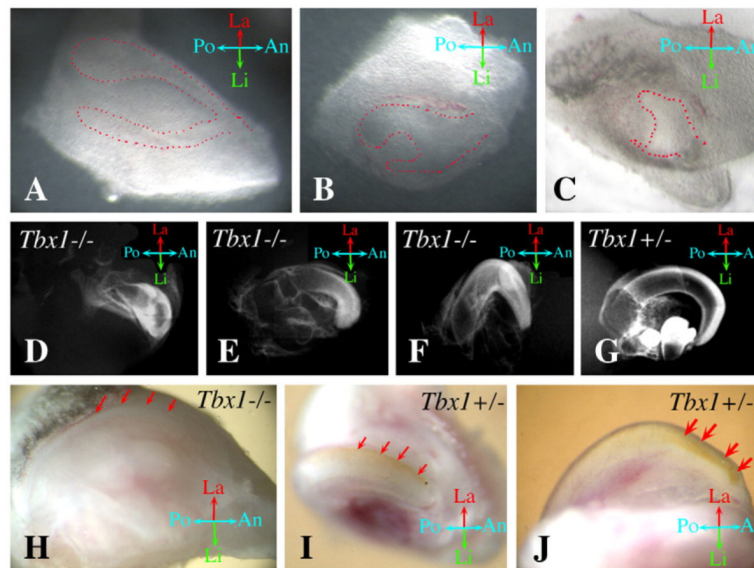 La
Po An
Li
A
La
Po An
Li
B
La
Po An
Li
C
Tbx1-/-
La
Po An
Li
D
Tbx1-/-
La
Po An
Li
E
Tbx1-/-
La
Po An
Li
F
Tbx1+/-
La
Po An
Li
G
Tbx1-/-
La
Po An
Li
H
Tbx1+/-
La
Po An
Li
I
Tbx1+/-
La
Po A
Li
J